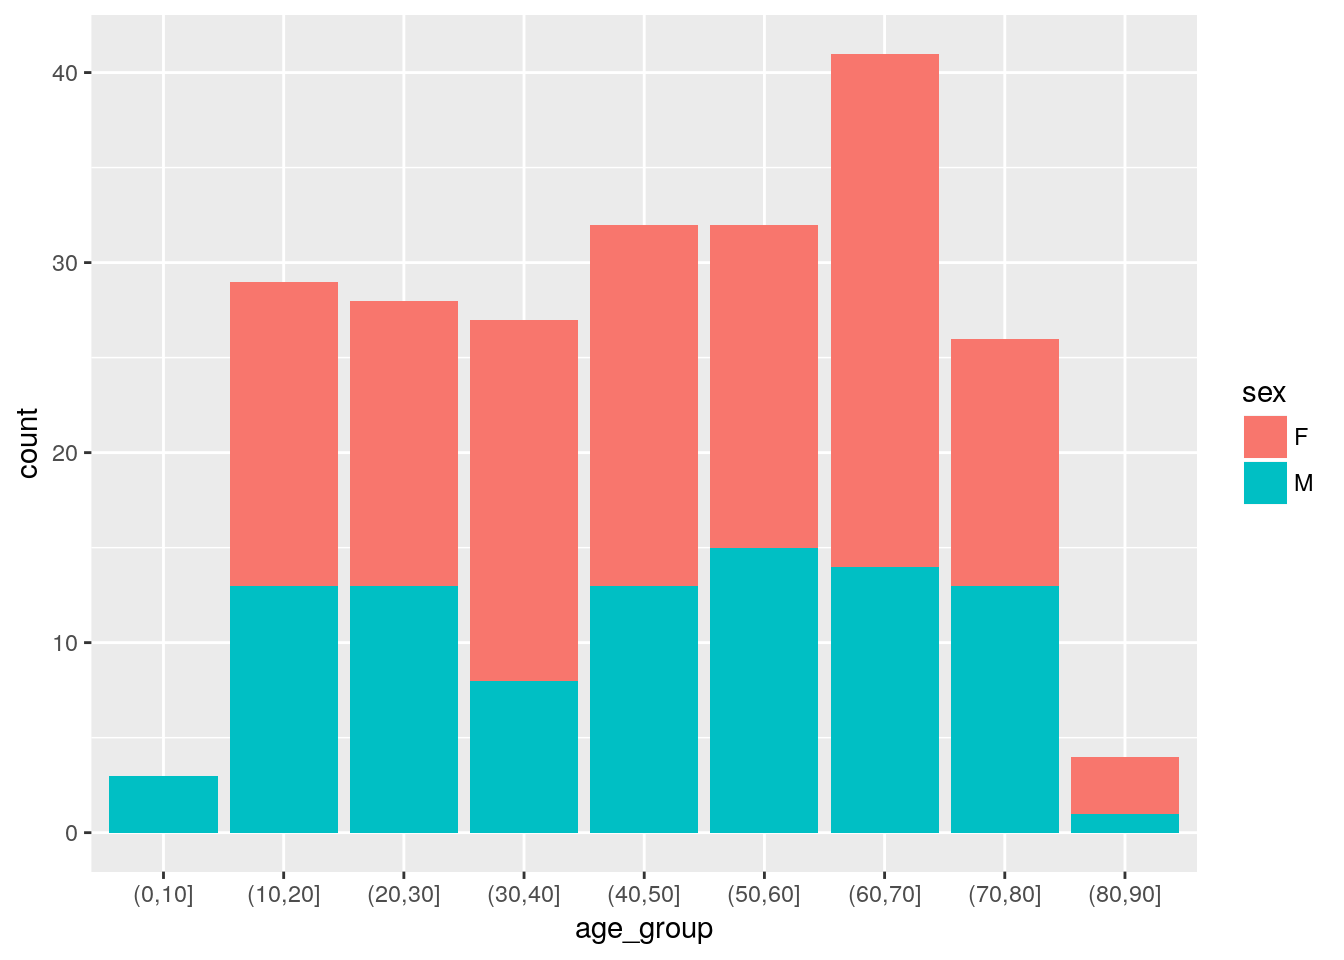 40
30
20
10
0
count
(0,10] (10,20] (20,30] (30,40] (40,50] (50,60] (60,70] (70,80] (80,90]
age_group
sex
F
M